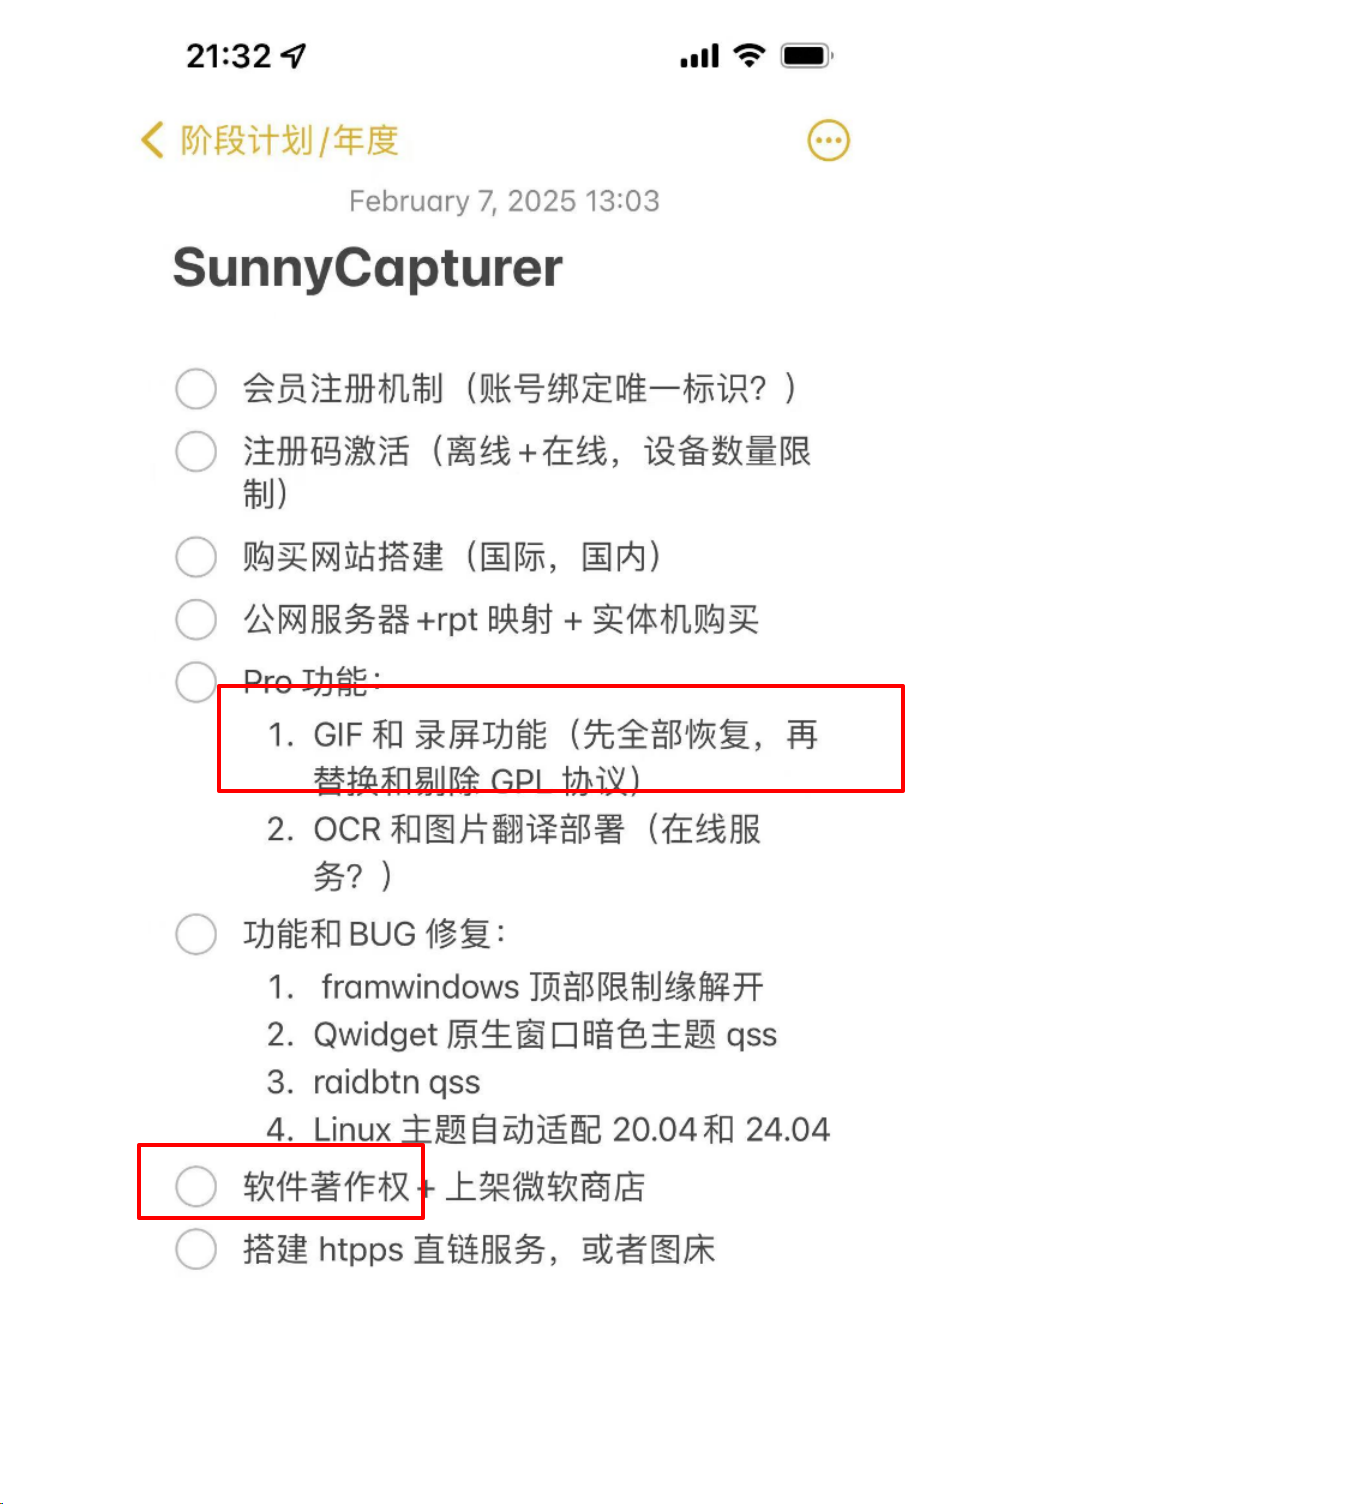 21:32
阶段计划/年度
February 7, 2025 13:03
SunnyCapturer
会员注册机制（账号绑定唯一标识？）
注册码激活（离线+在线，设备数量限
制）
购买网站搭建（国际，国内）
公网服务器+rpt 映射 + 实体机购买
Pro 功能：
1. GIF 和 录屏功能（先全部恢复，再
替换和剔除 GPL 协议）
2. OCR 和图片翻译部署（在线服
务？）
功能和BUG 修复：
1. framwindows 顶部限制缘解开
2. Qwidget 原生窗口暗色主题 qss
3. raidbtn qss
4. Linux 主题自动适配 20.04和 24.04
软件著作权+ 上架微软商店
搭建 htpps 直链服务，或者图床